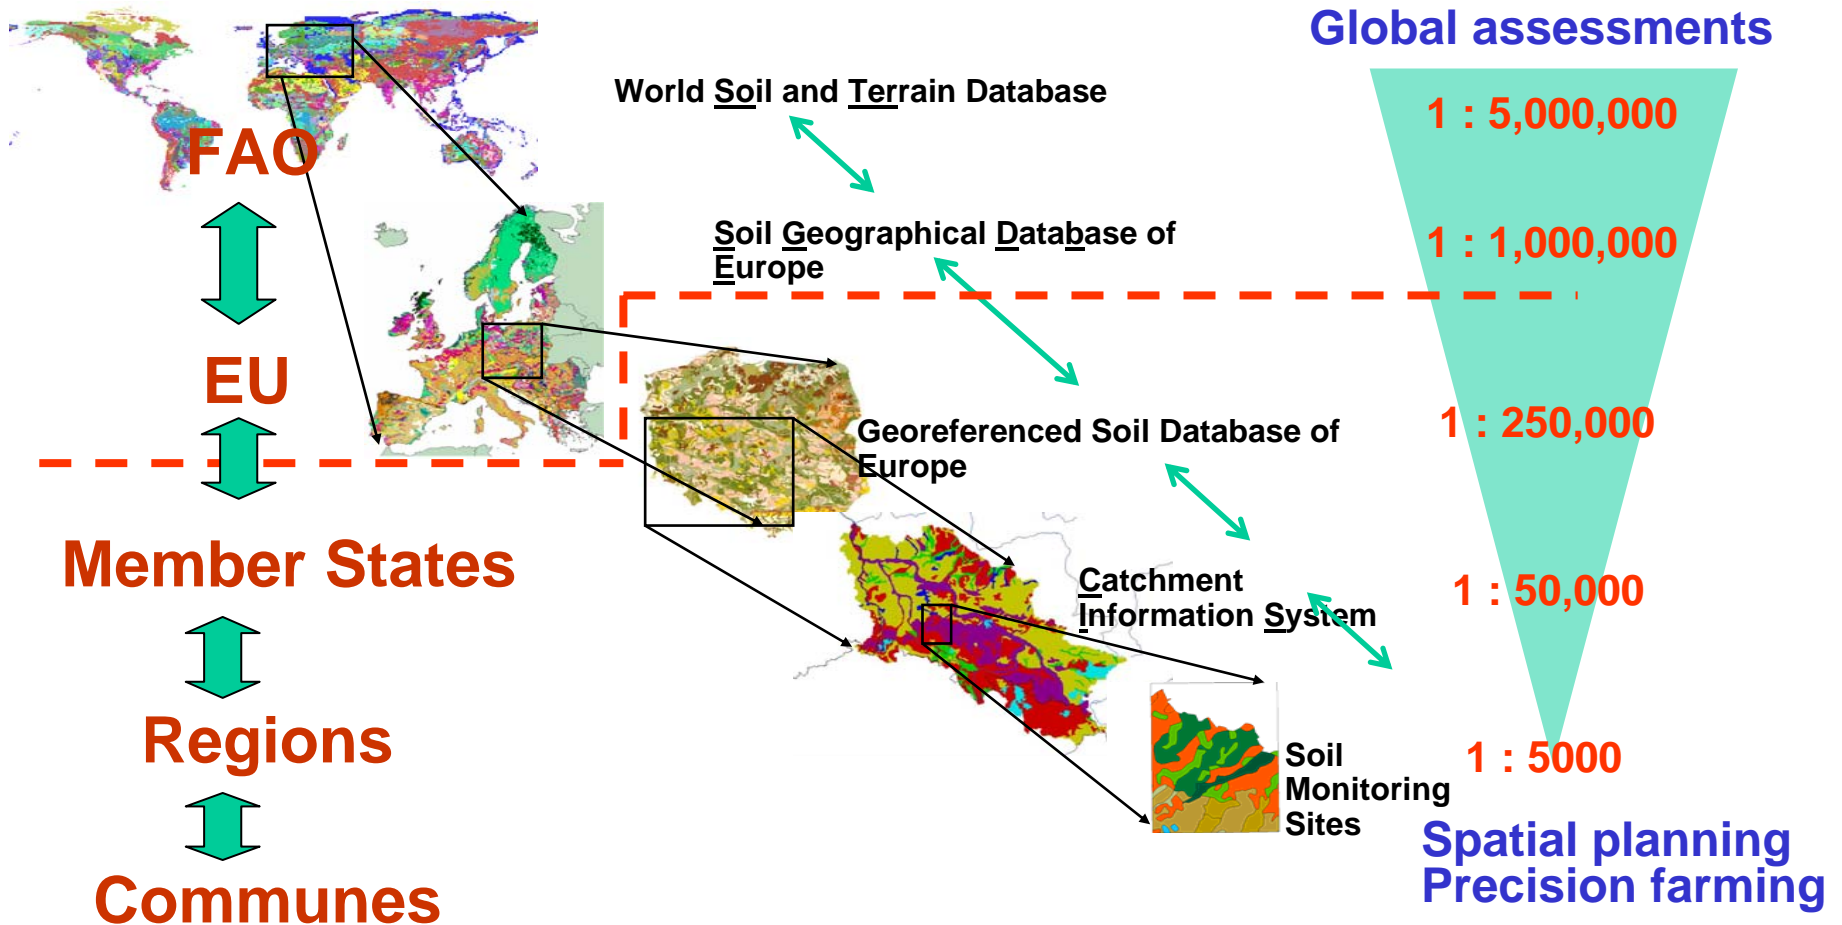 Global assessments
World Soil and Terrain Database
1 : 5,000,000
FAO
Soil Geographical Database of
Europe
1 : 1,000,000
EU
Georeferenced Soil Database of
Europe
1 : 250,000
Member States
Catchment
Information System
1 : 50,000
Regions
Soil
Monitoring
Sites
1 : 5000
Spatial planning
Precision farming
Communes